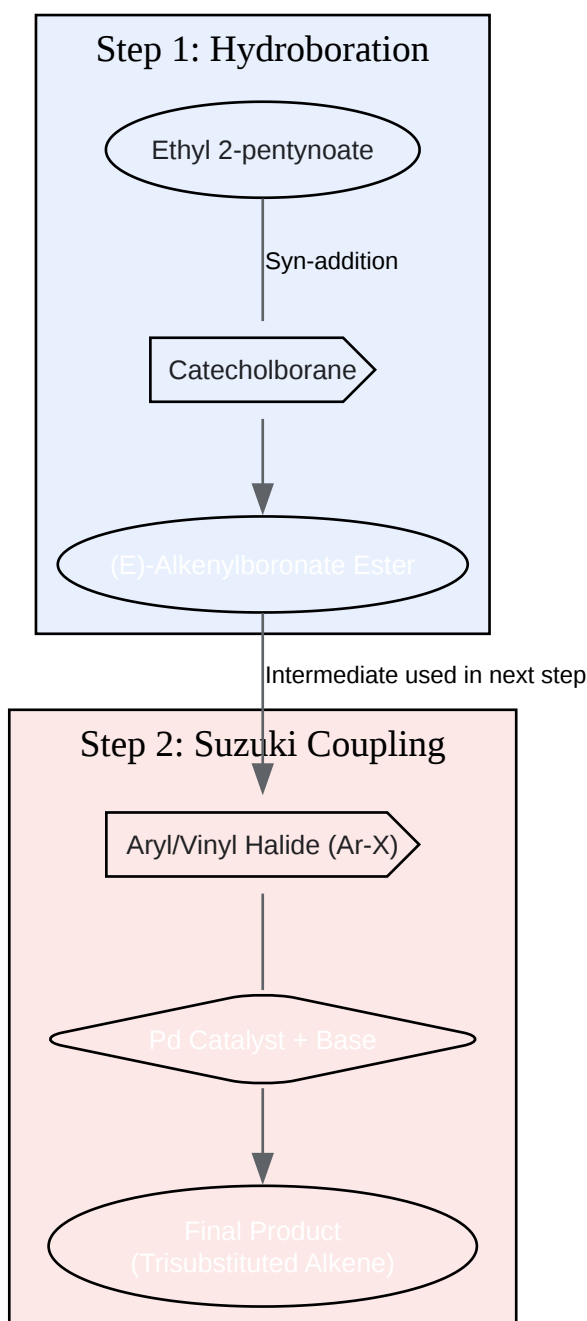 Step 1: Hydroboration
Ethyl 2-pentynoate
Syn-addition
Catecholborane
(E)-Alkenylboronate Ester
Intermediate used in next step
Step 2: Suzuki Coupling
Aryl/Vinyl Halide (Ar-X)
Pd Catalyst + Base
Final Product
(Trisubstituted Alkene)